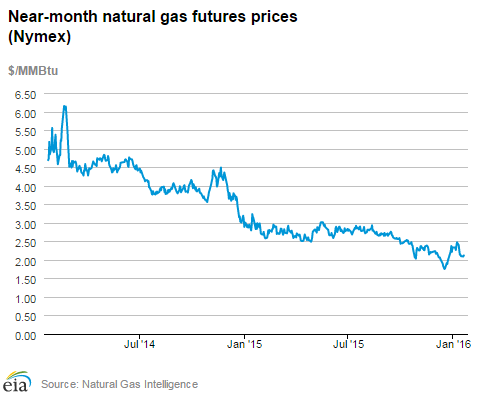 Near-month natural gas futures prices
(Nymex)
$/MMBtu
6.50
6.00
5.50
5.00
4.50
4.00
3.50
3.00
2.50
2.00
1.50
1.00
0.50
0.00
Jul '14
Jan '15
Jul '15
Jan '16
eia
Source: Natural Gas Intelligence